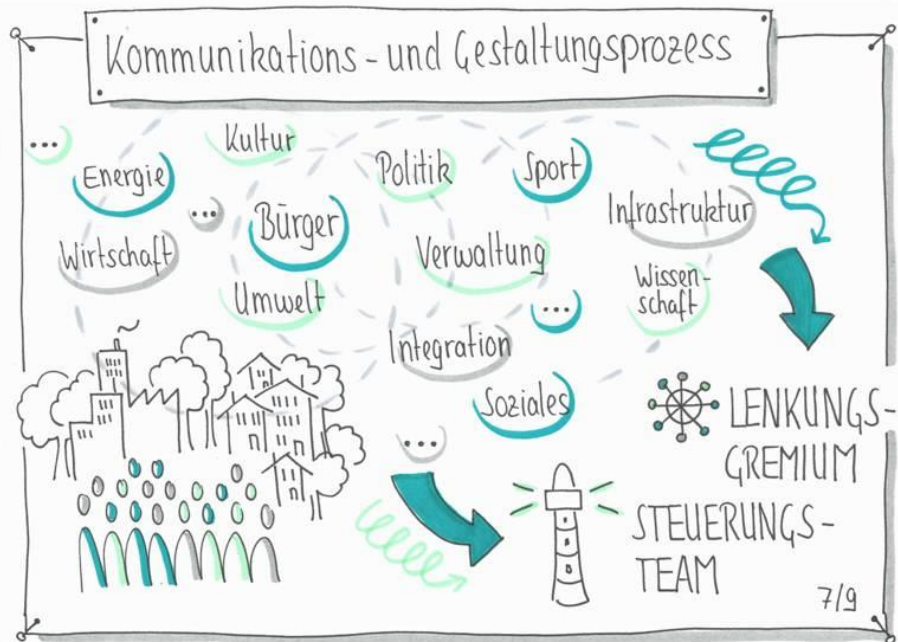 Kommunikations- und Gestaltungsprozess
...
Kultur
Energie
Politik
Sport
...
Bürger
Infrastruktur
Wirtschaft
Verwaltung
Umwelt
Wissen-
schaft
...
Integration
Soziales
...
LENKUNGS-
GREMIUM
STEUERUNGS-
TEAM
7/9